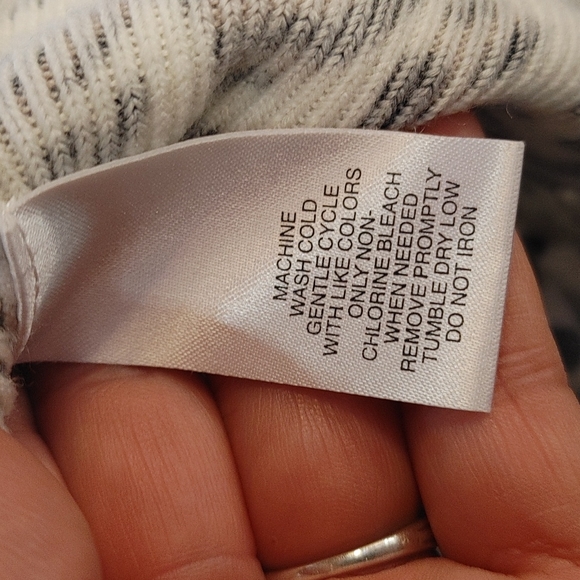 MACHINE
WASH COLD
GENTLE CYCLE
WITH LIKE COLORS
ONLY NON-
CHLORINE BLEACH
WHEN NEEDED
REMOVE PROMPTLY
TUMBLE DRY LOW
DO NOT IRON